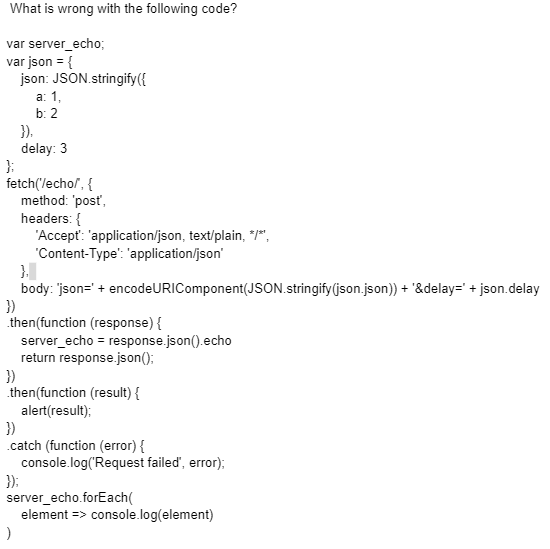 What is wrong with the following code?
var server_echo;
var json = {
json: JSON.stringify({
a: 1,
b: 2
}),
delay: 3
};
fetch('/echo/', {
method: 'post',
headers: {
'Accept': 'application/json, text/plain, */*',
'Content-Type': 'application/json'
},
body: 'json=' + encodeURIComponent(JSON.stringify(json.json)) + '&delay=' + json.delay
})
.then(function (response) {
server_echo = response.json().echo
return response.json();
})
.then(function (result) {
alert(result);
})
.catch (function (error) {
console.log('Request failed', error);
});
server_echo.forEach(
element => console.log(element)
)